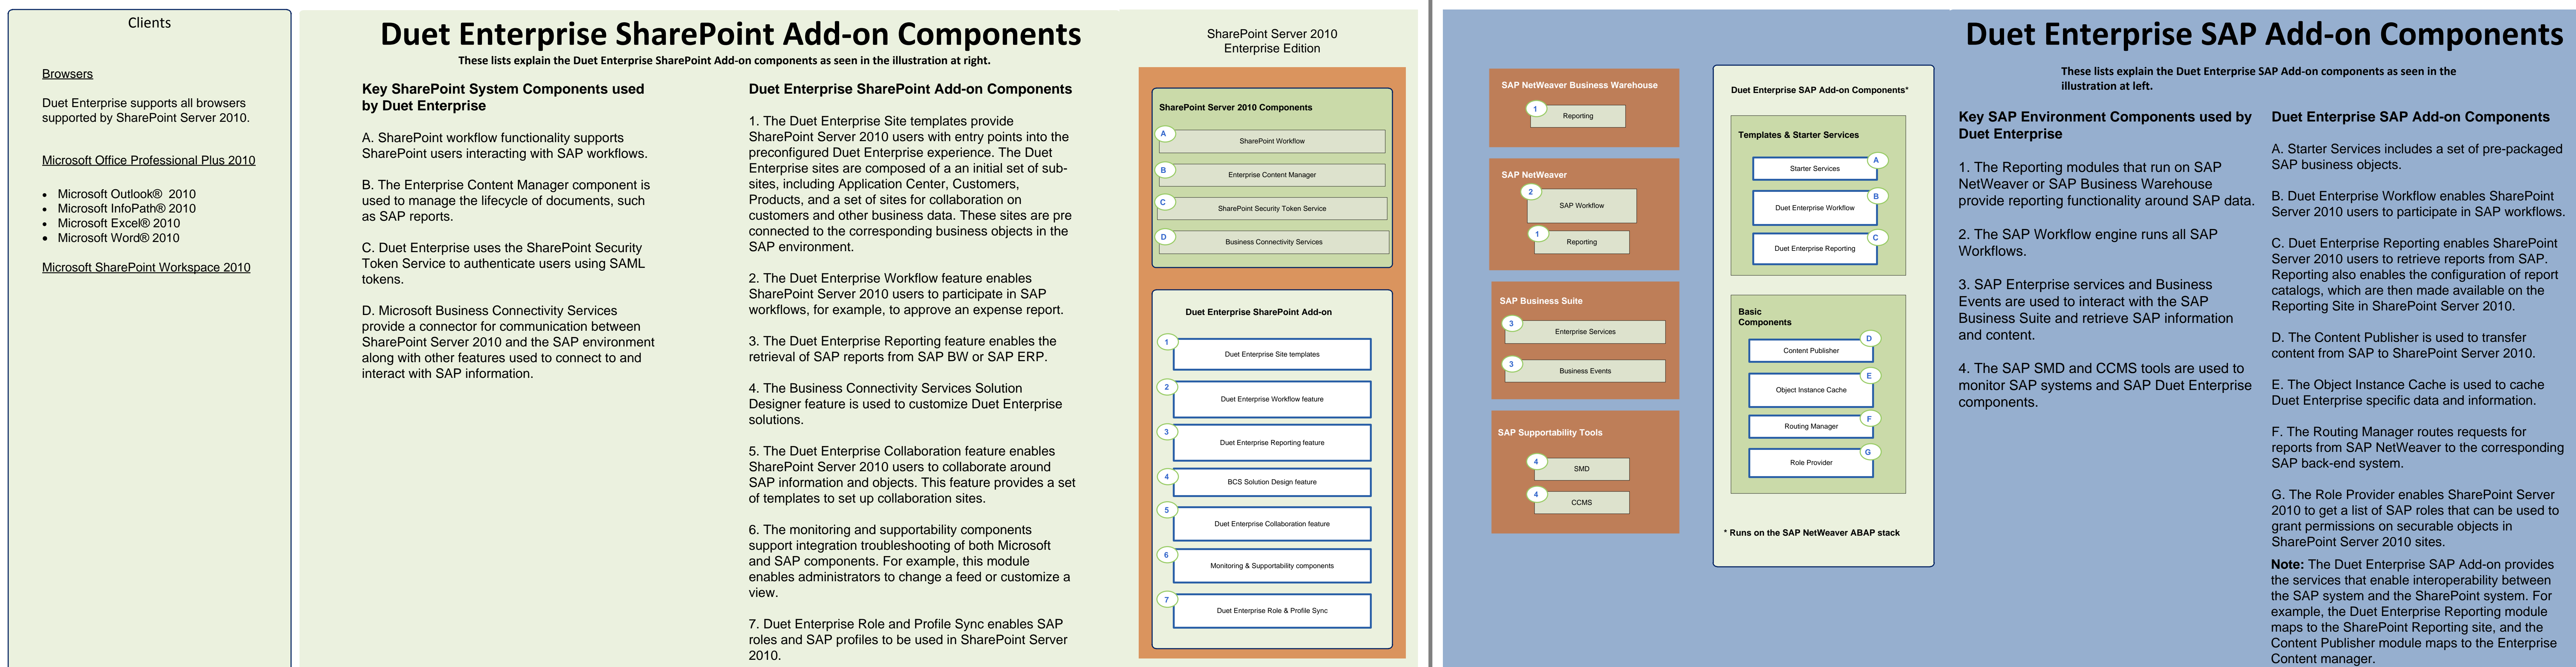 Clients
Browsers
Duet Enterprise supports all browsers
supported by SharePoint Server 2010.
Microsoft Office Professional Plus 2010
• Microsoft Outlook® 2010
• Microsoft InfoPath® 2010
• Microsoft Excel® 2010
• Microsoft Word® 2010
Microsoft SharePoint Workspace 2010
Duet Enterprise SharePoint Add-on Components
These lists explain the Duet Enterprise SharePoint Add-on components as seen in the illustration at right.
Key SharePoint System Components used
by Duet Enterprise
A. SharePoint workflow functionality supports
SharePoint users interacting with SAP workflows.
B. The Enterprise Content Manager component is
used to manage the lifecycle of documents, such
as SAP reports.
C. Duet Enterprise uses the SharePoint Security
Token Service to authenticate users using SAML
tokens.
D. Microsoft Business Connectivity Services
provide a connector for communication between
SharePoint Server 2010 and the SAP environment
along with other features used to connect to and
interact with SAP information.
Duet Enterprise SharePoint Add-on Components
1. The Duet Enterprise Site templates provide
SharePoint Server 2010 users with entry points into the
preconfigured Duet Enterprise experience. The Duet
Enterprise sites are composed of a an initial set of sub-
sites, including Application Center, Customers,
Products, and a set of sites for collaboration on
customers and other business data. These sites are pre
connected to the corresponding business objects in the
SAP environment.
2. The Duet Enterprise Workflow feature enables
SharePoint Server 2010 users to participate in SAP
workflows, for example, to approve an expense report.
3. The Duet Enterprise Reporting feature enables the
retrieval of SAP reports from SAP BW or SAP ERP.
4. The Business Connectivity Services Solution
Designer feature is used to customize Duet Enterprise
solutions.
5. The Duet Enterprise Collaboration feature enables
SharePoint Server 2010 users to collaborate around
SAP information and objects. This feature provides a set
of templates to set up collaboration sites.
6. The monitoring and supportability components
support integration troubleshooting of both Microsoft
and SAP components. For example, this module
enables administrators to change a feed or customize a
view.
7. Duet Enterprise Role and Profile Sync enables SAP
roles and SAP profiles to be used in SharePoint Server
2010.
SharePoint Server 2010
Enterprise Edition
SharePoint Server 2010 Components
A
SharePoint Workflow
B
Enterprise Content Manager
C
SharePoint Security Token Service
D
Business Connectivity Services
Duet Enterprise SharePoint Add-on
1
Duet Enterprise Site templates
2
Duet Enterprise Workflow feature
3
Duet Enterprise Reporting feature
4
BCS Solution Design feature
5
Duet Enterprise Collaboration feature
6
Monitoring & Supportability components
7
Duet Enterprise Role & Profile Sync
SAP NetWeaver Business Warehouse
1
Reporting
SAP NetWeaver
2
SAP Workflow
1
Reporting
SAP Business Suite
3
Enterprise Services
3
Business Events
SAP Supportability Tools
4
SMD
4
CCMS
Duet Enterprise SAP Add-on Components*
Templates & Starter Services
A
Starter Services
B
Duet Enterprise Workflow
C
Duet Enterprise Reporting
Basic
Components
D
Content Publisher
E
Object Instance Cache
F
Routing Manager
G
Role Provider
* Runs on the SAP NetWeaver ABAP stack
Duet Enterprise SAP Add-on Components
These lists explain the Duet Enterprise SAP Add-on components as seen in the
illustration at left.
Key SAP Environment Components used by
Duet Enterprise
1. The Reporting modules that run on SAP
NetWeaver or SAP Business Warehouse
provide reporting functionality around SAP data.
2. The SAP Workflow engine runs all SAP
Workflows.
3. SAP Enterprise services and Business
Events are used to interact with the SAP
Business Suite and retrieve SAP information
and content.
4. The SAP SMD and CCMS tools are used to
monitor SAP systems and SAP Duet Enterprise
components.
Duet Enterprise SAP Add-on Components
A. Starter Services includes a set of pre-packaged
SAP business objects.
B. Duet Enterprise Workflow enables SharePoint
Server 2010 users to participate in SAP workflows.
C. Duet Enterprise Reporting enables SharePoint
Server 2010 users to retrieve reports from SAP.
Reporting also enables the configuration of report
catalogs, which are then made available on the
Reporting Site in SharePoint Server 2010.
D. The Content Publisher is used to transfer
content from SAP to SharePoint Server 2010.
E. The Object Instance Cache is used to cache
Duet Enterprise specific data and information.
F. The Routing Manager routes requests for
reports from SAP NetWeaver to the corresponding
SAP back-end system.
G. The Role Provider enables SharePoint Server
2010 to get a list of SAP roles that can be used to
grant permissions on securable objects in
SharePoint Server 2010 sites.
Note: The Duet Enterprise SAP Add-on provides
the services that enable interoperability between
the SAP system and the SharePoint system. For
example, the Duet Enterprise Reporting module
maps to the SharePoint Reporting site, and the
Content Publisher module maps to the Enterprise
Content manager.